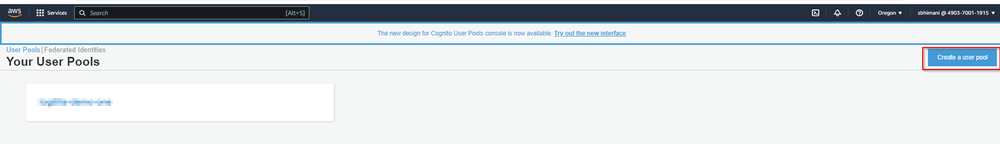 aws Services Search [Alt+S] Oregon ▼ sbhimani @ 4903-7001-1915 ▼
The new design for Cognito User Pools console is now available. Try out the new interface
User Pools | Federated Identities
Your User Pools
Create a user pool